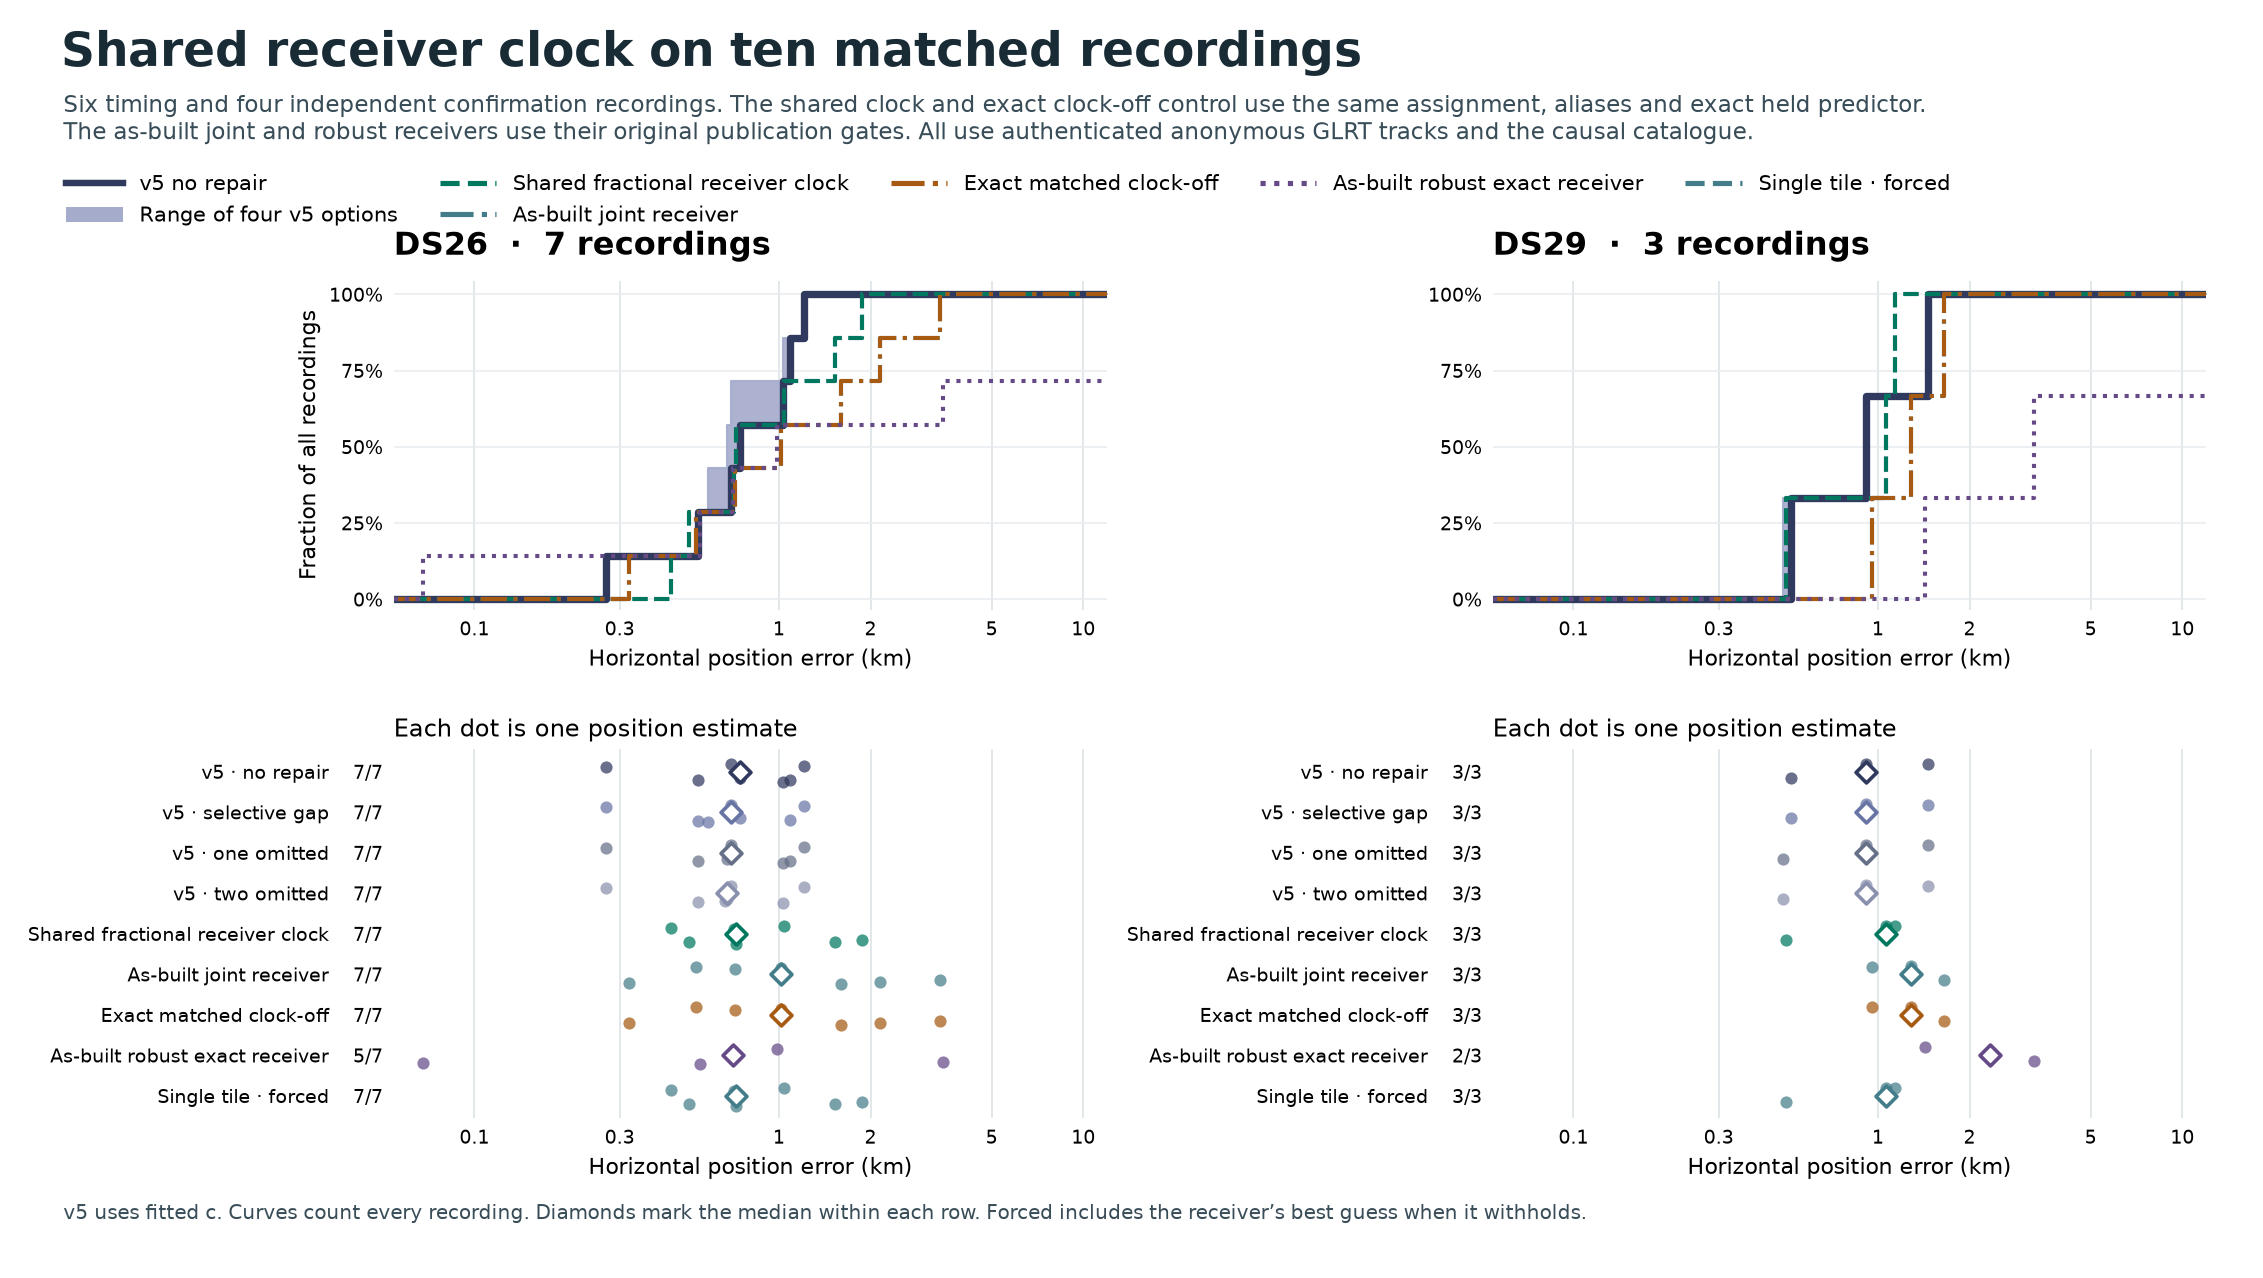 Shared receiver clock on ten matched recordings
Six timing and four independent confirmation recordings. The shared clock and exact clock-off control use the same assignment, aliases and exact held predictor.
The as-built joint and robust receivers use their original publication gates. All use authenticated anonymous GLRT tracks and the causal catalogue.
v5 no repair
Shared fractional receiver clock
Exact matched clock-off
As-built robust exact receiver
Single tile · forced
Range of four v5 options
As-built joint receiver
DS26 · 7 recordings
Fraction of all recordings
100%
75%
50%
25%
0%
0.1 0.3 1 2 5 10
Horizontal position error (km)
DS29 · 3 recordings
100%
75%
50%
25%
0%
0.1 0.3 1 2 5 10
Horizontal position error (km)
Each dot is one position estimate
v5 · no repair 7/7
v5 · selective gap 7/7
v5 · one omitted 7/7
v5 · two omitted 7/7
Shared fractional receiver clock 7/7
As-built joint receiver 7/7
Exact matched clock-off 7/7
As-built robust exact receiver 5/7
Single tile · forced 7/7
0.1 0.3 1 2 5 10
Horizontal position error (km)
Each dot is one position estimate
v5 · no repair 3/3
v5 · selective gap 3/3
v5 · one omitted 3/3
v5 · two omitted 3/3
Shared fractional receiver clock 3/3
As-built joint receiver 3/3
Exact matched clock-off 3/3
As-built robust exact receiver 2/3
Single tile · forced 3/3
0.1 0.3 1 2 5 10
Horizontal position error (km)
v5 uses fitted c. Curves count every recording. Diamonds mark the median within each row. Forced includes the receiver’s best guess when it withholds.